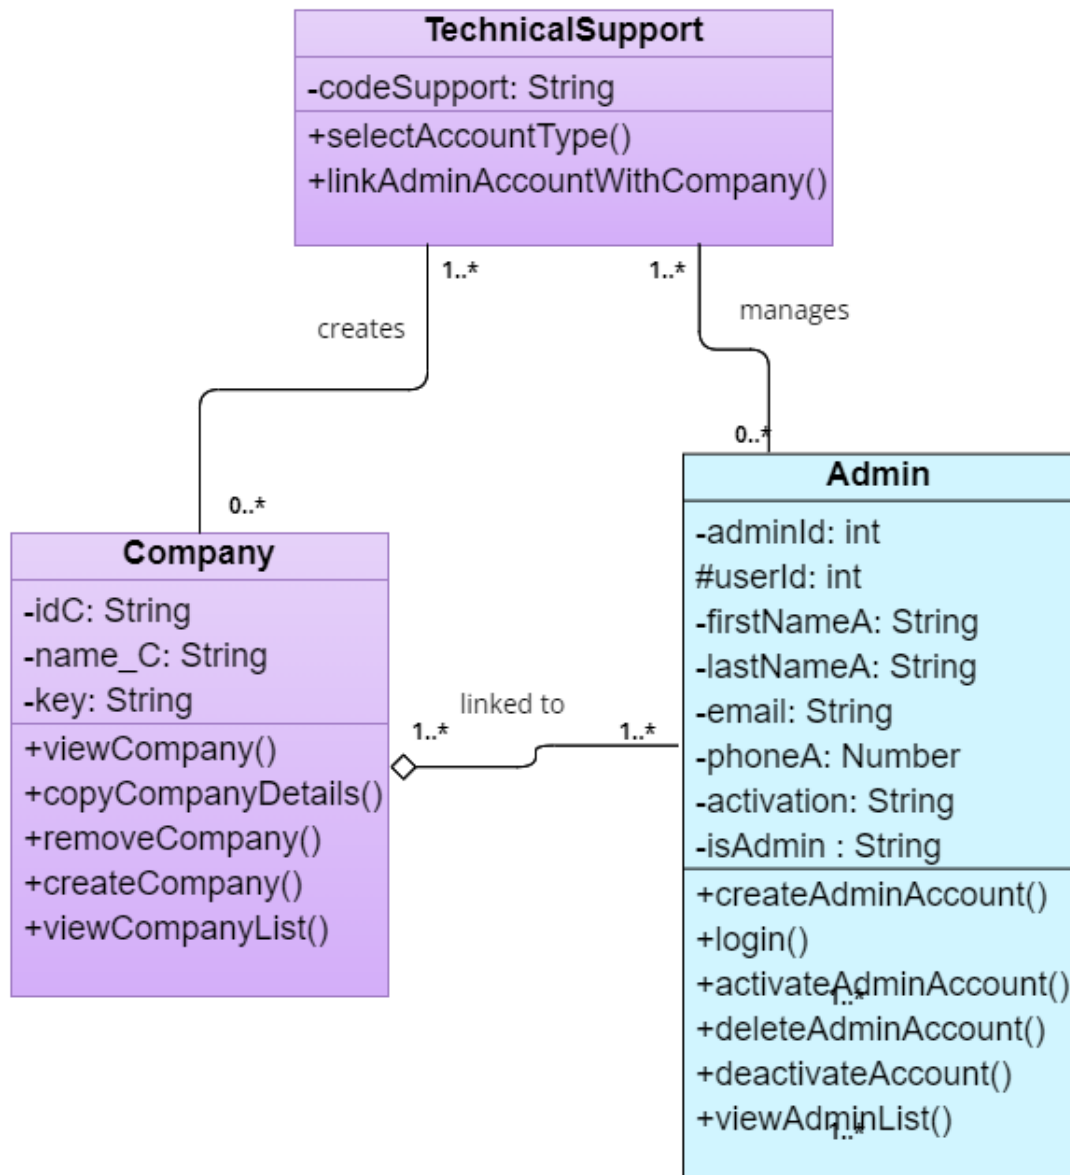 TechnicalSupport
-codeSupport: String
+selectAccountType()
+linkAdminAccountWithCompany()
1..*
1..*
creates
manages
0..*
0..*
Company
-idC: String
-name_C: String
-key: String
+viewCompany()
+copyCompanyDetails()
+removeCompany()
+createCompany()
+viewCompanyList()
linked to
1..*
1..*
Admin
-adminId: int
#userId: int
-firstNameA: String
-lastNameA: String
-email: String
-phoneA: Number
-activation: String
-isAdmin : String
+createAdminAccount()
+login()
+activateAdminAccount()
1..*
+deleteAdminAccount()
+deactivateAccount()
+viewAdminList()
1..*